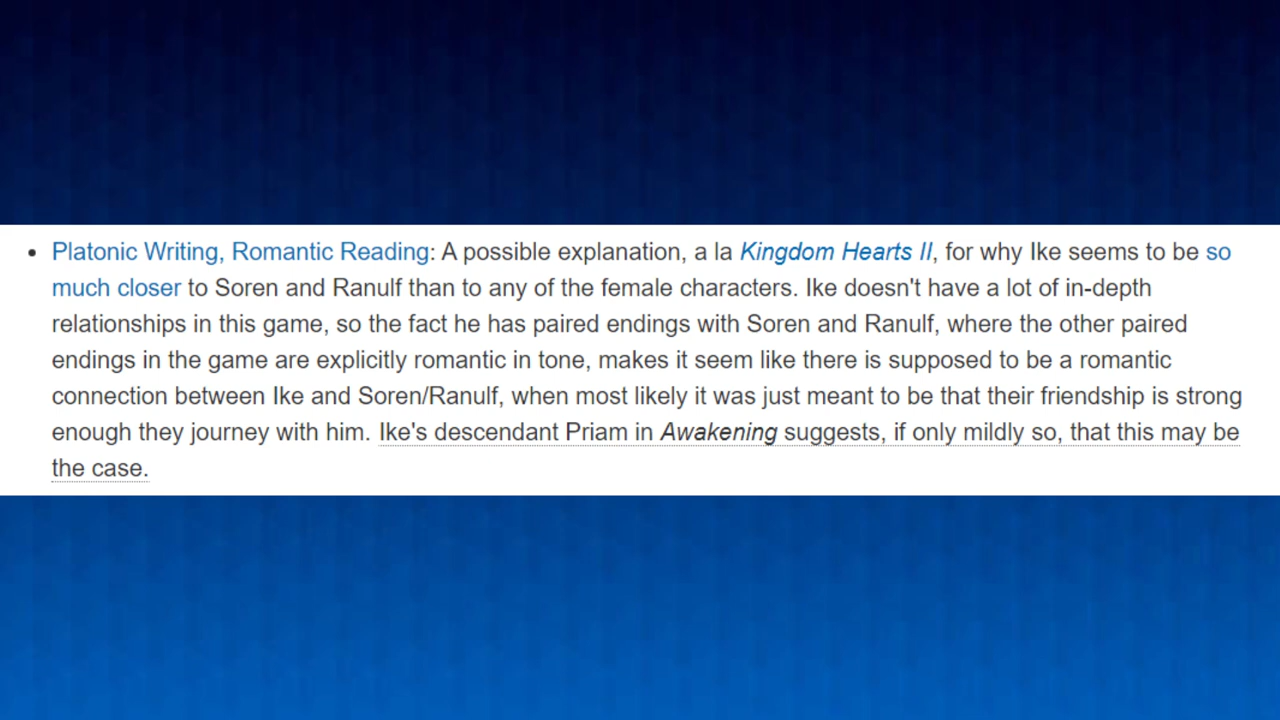 • Platonic Writing, Romantic Reading: A possible explanation, a la Kingdom Hearts II, for why Ike seems to be so
much closer to Soren and Ranulf than to any of the female characters. Ike doesn't have a lot of in-depth
relationships in this game, so the fact he has paired endings with Soren and Ranulf, where the other paired
endings in the game are explicitly romantic in tone, makes it seem like there is supposed to be a romantic
connection between Ike and Soren/Ranulf, when most likely it was just meant to be that their friendship is strong
enough they journey with him. Ike's descendant Priam in Awakening suggests, if only mildly so, that this may be
the case.